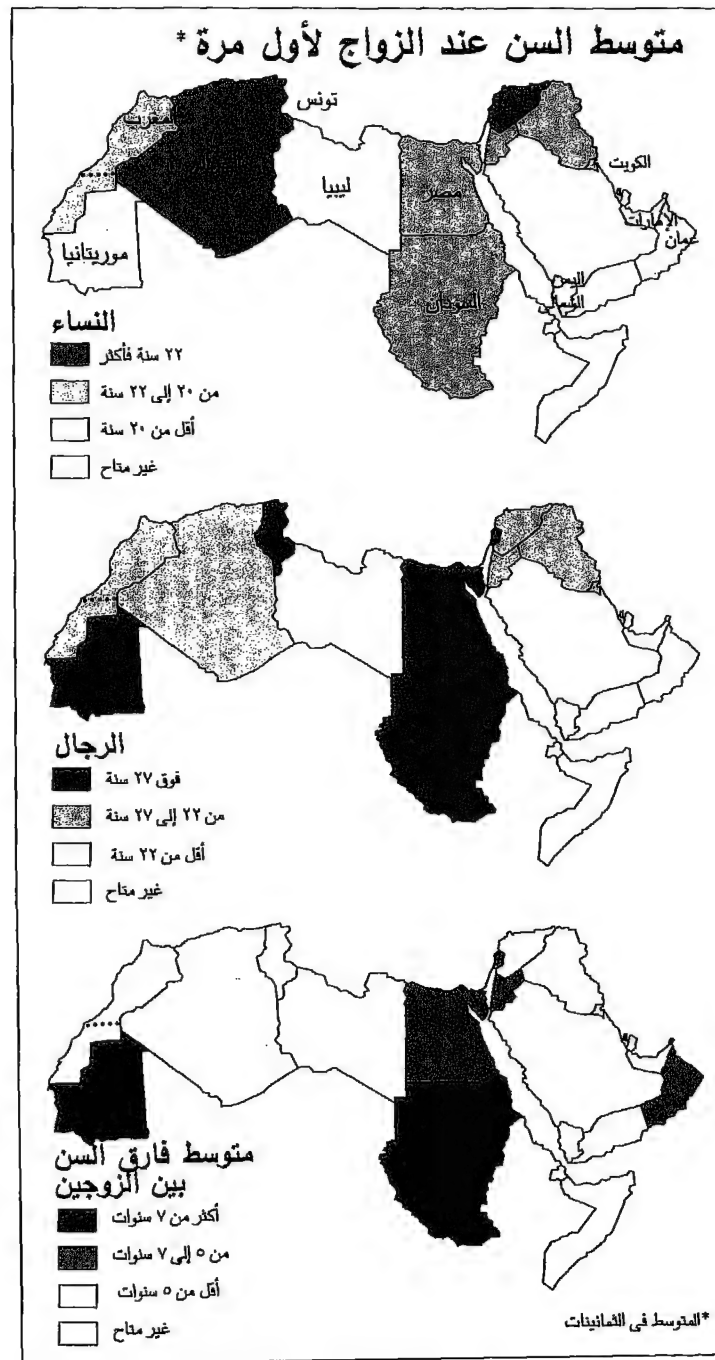 متوسط السن عند الزواج لأول مرة *
تونس
المغرب
الكويت
ليبيا
مصر
الإمارات
عمان
موريتانيا
اليمن
الشمالى
السودان
النساء
٢٢ سنة فأكثر
من ٢٠ إلى ٢٢ سنة
أقل من ٢٠ سنة
غير متاح
الرجال
فوق ٢٧ سنة
من ٢٢ إلى ٢٧ سنة
أقل من ٢٢ سنة
غير متاح
متوسط فارق السن
بين الزوجين
أكثر من ٧ سنوات
من ٥ إلى ٧ سنوات
أقل من ٥ سنوات
غير متاح
*المتوسط فى الثمانينات